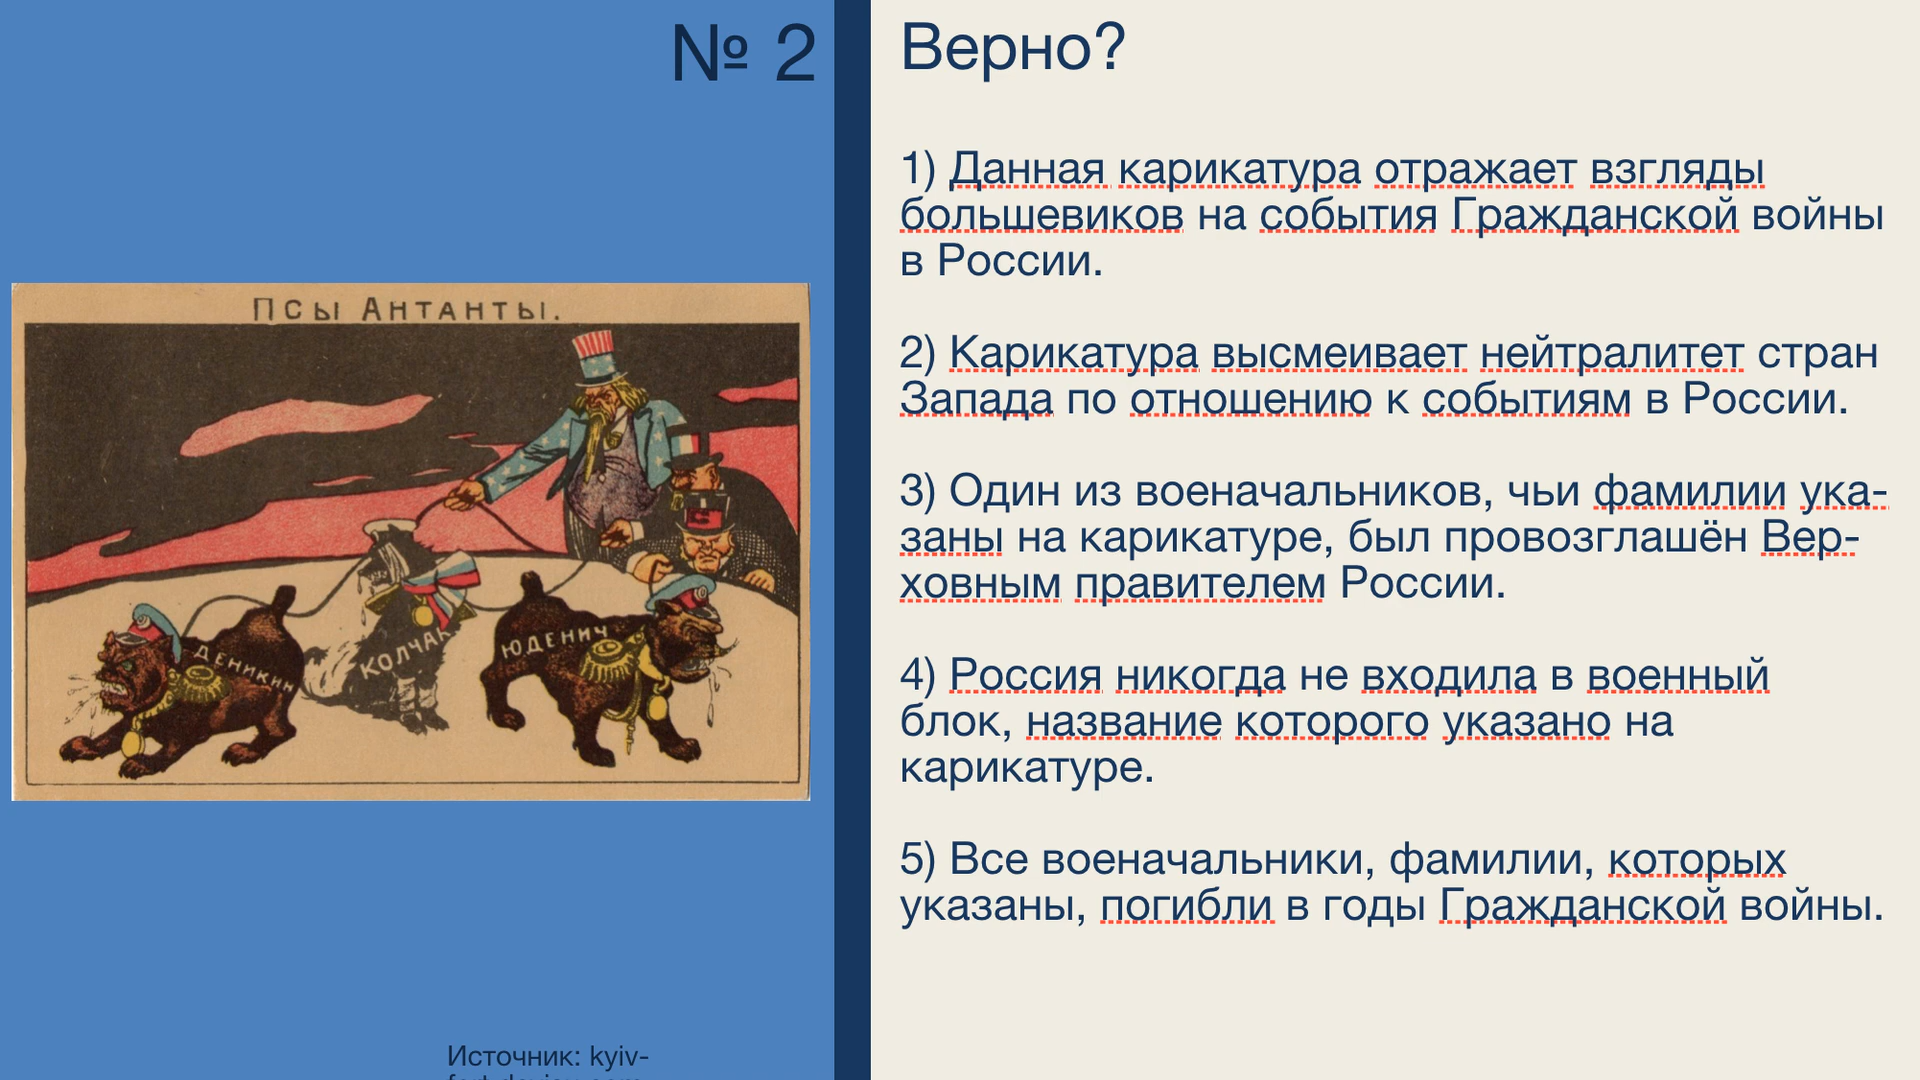 № 2
Верно?
1) Данная карикатура отражает взгляды
большевиков на события Гражданской войны
в России.
2) Карикатура высмеивает нейтралитет стран
Запада по отношению к событиям в России.
3) Один из военачальников, чьи фамилии ука-
заны на карикатуре, был провозглашён Вер-
ховным правителем России.
4) Россия никогда не входила в военный
блок, название которого указано на
карикатуре.
5) Все военачальники, фамилии, которых
указаны, погибли в годы Гражданской войны.
Псы Антанты.
ДЕНИКИН
КОЛЧАК
ЮДЕНИЧ
Источник: kyiv-